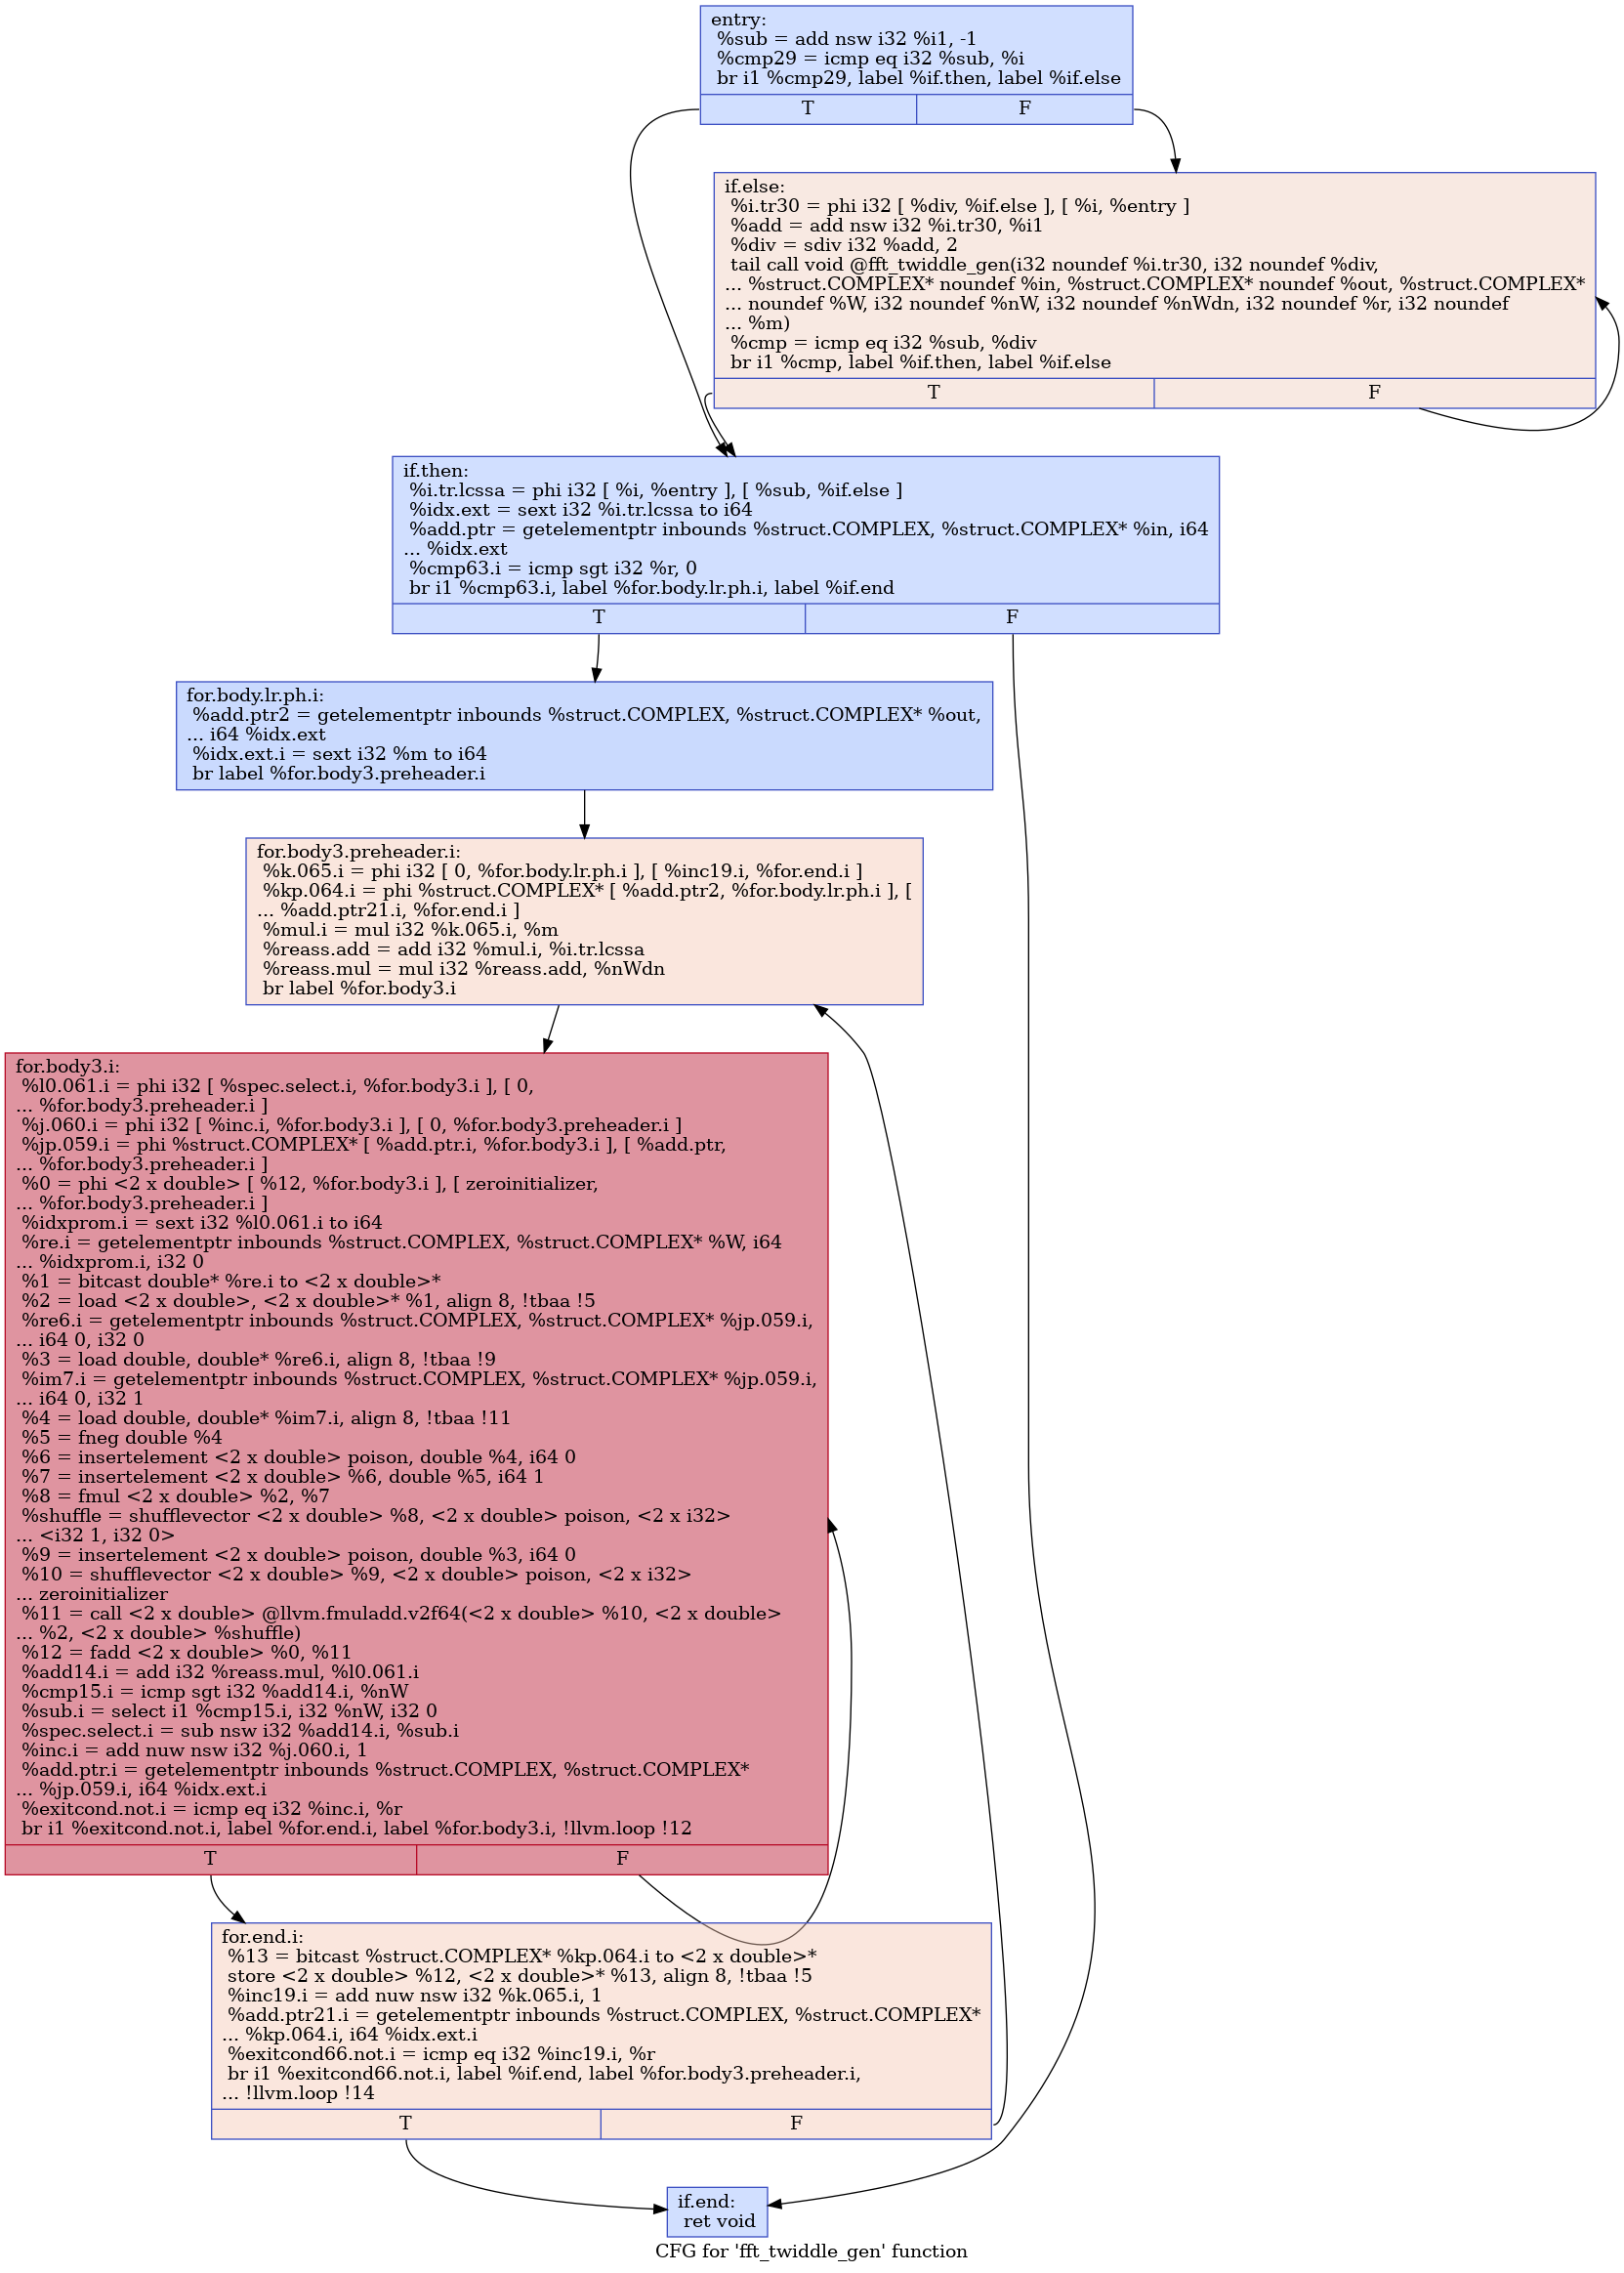 entry:
%sub = add nsw i32 %i1, -1
%cmp29 = icmp eq i32 %sub, %i
br i1 %cmp29, label %if.then, label %if.else
T F
if.else:
%i.tr30 = phi i32 [ %div, %if.else ], [ %i, %entry ]
%add = add nsw i32 %i.tr30, %i1
%div = sdiv i32 %add, 2
tail call void @fft_twiddle_gen(i32 noundef %i.tr30, i32 noundef %div,
... %struct.COMPLEX* noundef %in, %struct.COMPLEX* noundef %out, %struct.COMPLEX*
... noundef %W, i32 noundef %nW, i32 noundef %nWdn, i32 noundef %r, i32 noundef
... %m)
%cmp = icmp eq i32 %sub, %div
br i1 %cmp, label %if.then, label %if.else
T F
if.then:
%i.tr.lcssa = phi i32 [ %i, %entry ], [ %sub, %if.else ]
%idx.ext = sext i32 %i.tr.lcssa to i64
%add.ptr = getelementptr inbounds %struct.COMPLEX, %struct.COMPLEX* %in, i64
... %idx.ext
%cmp63.i = icmp sgt i32 %r, 0
br i1 %cmp63.i, label %for.body.lr.ph.i, label %if.end
T F
for.body.lr.ph.i:
%add.ptr2 = getelementptr inbounds %struct.COMPLEX, %struct.COMPLEX* %out,
... i64 %idx.ext
%idx.ext.i = sext i32 %m to i64
br label %for.body3.preheader.i
for.body3.preheader.i:
%k.065.i = phi i32 [ 0, %for.body.lr.ph.i ], [ %inc19.i, %for.end.i ]
%kp.064.i = phi %struct.COMPLEX* [ %add.ptr2, %for.body.lr.ph.i ], [
... %add.ptr21.i, %for.end.i ]
%mul.i = mul i32 %k.065.i, %m
%reass.add = add i32 %mul.i, %i.tr.lcssa
%reass.mul = mul i32 %reass.add, %nWdn
br label %for.body3.i
for.body3.i:
%l0.061.i = phi i32 [ %spec.select.i, %for.body3.i ], [ 0,
... %for.body3.preheader.i ]
%j.060.i = phi i32 [ %inc.i, %for.body3.i ], [ 0, %for.body3.preheader.i ]
%jp.059.i = phi %struct.COMPLEX* [ %add.ptr.i, %for.body3.i ], [ %add.ptr,
... %for.body3.preheader.i ]
%0 = phi <2 x double> [ %12, %for.body3.i ], [ zeroinitializer,
... %for.body3.preheader.i ]
%idxprom.i = sext i32 %l0.061.i to i64
%re.i = getelementptr inbounds %struct.COMPLEX, %struct.COMPLEX* %W, i64
... %idxprom.i, i32 0
%1 = bitcast double* %re.i to <2 x double>*
%2 = load <2 x double>, <2 x double>* %1, align 8, !tbaa !5
%re6.i = getelementptr inbounds %struct.COMPLEX, %struct.COMPLEX* %jp.059.i,
... i64 0, i32 0
%3 = load double, double* %re6.i, align 8, !tbaa !9
%im7.i = getelementptr inbounds %struct.COMPLEX, %struct.COMPLEX* %jp.059.i,
... i64 0, i32 1
%4 = load double, double* %im7.i, align 8, !tbaa !11
%5 = fneg double %4
%6 = insertelement <2 x double> poison, double %4, i64 0
%7 = insertelement <2 x double> %6, double %5, i64 1
%8 = fmul <2 x double> %2, %7
%shuffle = shufflevector <2 x double> %8, <2 x double> poison, <2 x i32>
... <i32 1, i32 0>
%9 = insertelement <2 x double> poison, double %3, i64 0
%10 = shufflevector <2 x double> %9, <2 x double> poison, <2 x i32>
... zeroinitializer
%11 = call <2 x double> @llvm.fmuladd.v2f64(<2 x double> %10, <2 x double>
... %2, <2 x double> %shuffle)
%12 = fadd <2 x double> %0, %11
%add14.i = add i32 %reass.mul, %l0.061.i
%cmp15.i = icmp sgt i32 %add14.i, %nW
%sub.i = select i1 %cmp15.i, i32 %nW, i32 0
%spec.select.i = sub nsw i32 %add14.i, %sub.i
%inc.i = add nuw nsw i32 %j.060.i, 1
%add.ptr.i = getelementptr inbounds %struct.COMPLEX, %struct.COMPLEX*
... %jp.059.i, i64 %idx.ext.i
%exitcond.not.i = icmp eq i32 %inc.i, %r
br i1 %exitcond.not.i, label %for.end.i, label %for.body3.i, !llvm.loop !12
T F
for.end.i:
%13 = bitcast %struct.COMPLEX* %kp.064.i to <2 x double>*
store <2 x double> %12, <2 x double>* %13, align 8, !tbaa !5
%inc19.i = add nuw nsw i32 %k.065.i, 1
%add.ptr21.i = getelementptr inbounds %struct.COMPLEX, %struct.COMPLEX*
... %kp.064.i, i64 %idx.ext.i
%exitcond66.not.i = icmp eq i32 %inc19.i, %r
br i1 %exitcond66.not.i, label %if.end, label %for.body3.preheader.i,
... !llvm.loop !14
T F
if.end:
ret void
CFG for 'fft_twiddle_gen' function